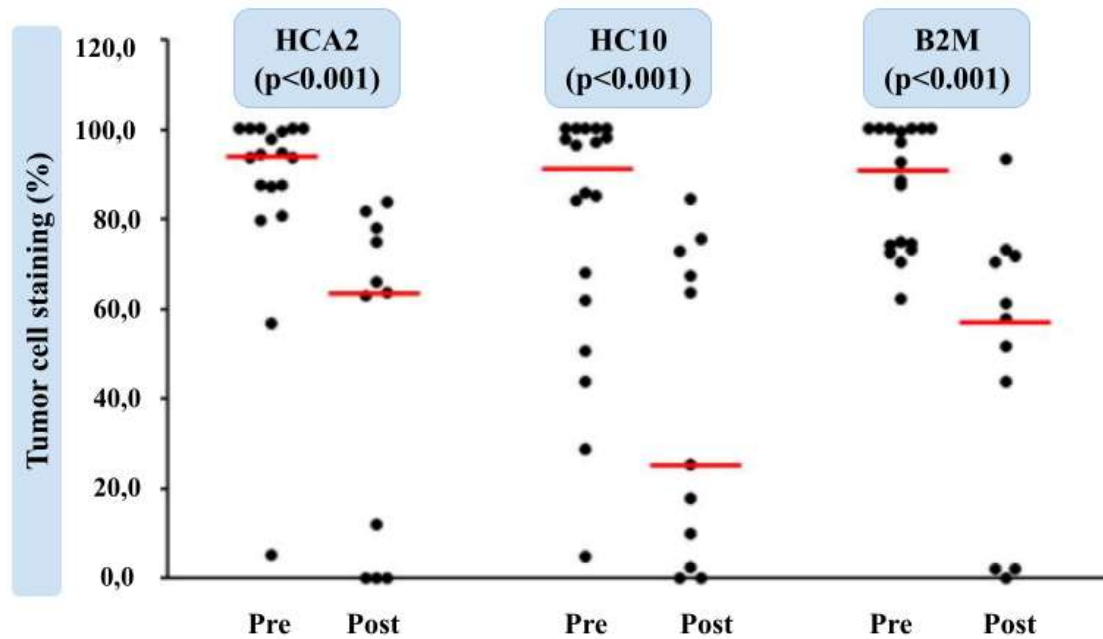 HCA2
(p<0.001)
HC10
(p<0.001)
B2M
(p<0.001)
Tumor cell staining (%)
120,0
100,0
80,0
60,0
40,0
20,0
0,0
Pre Post Pre Post Pre Post